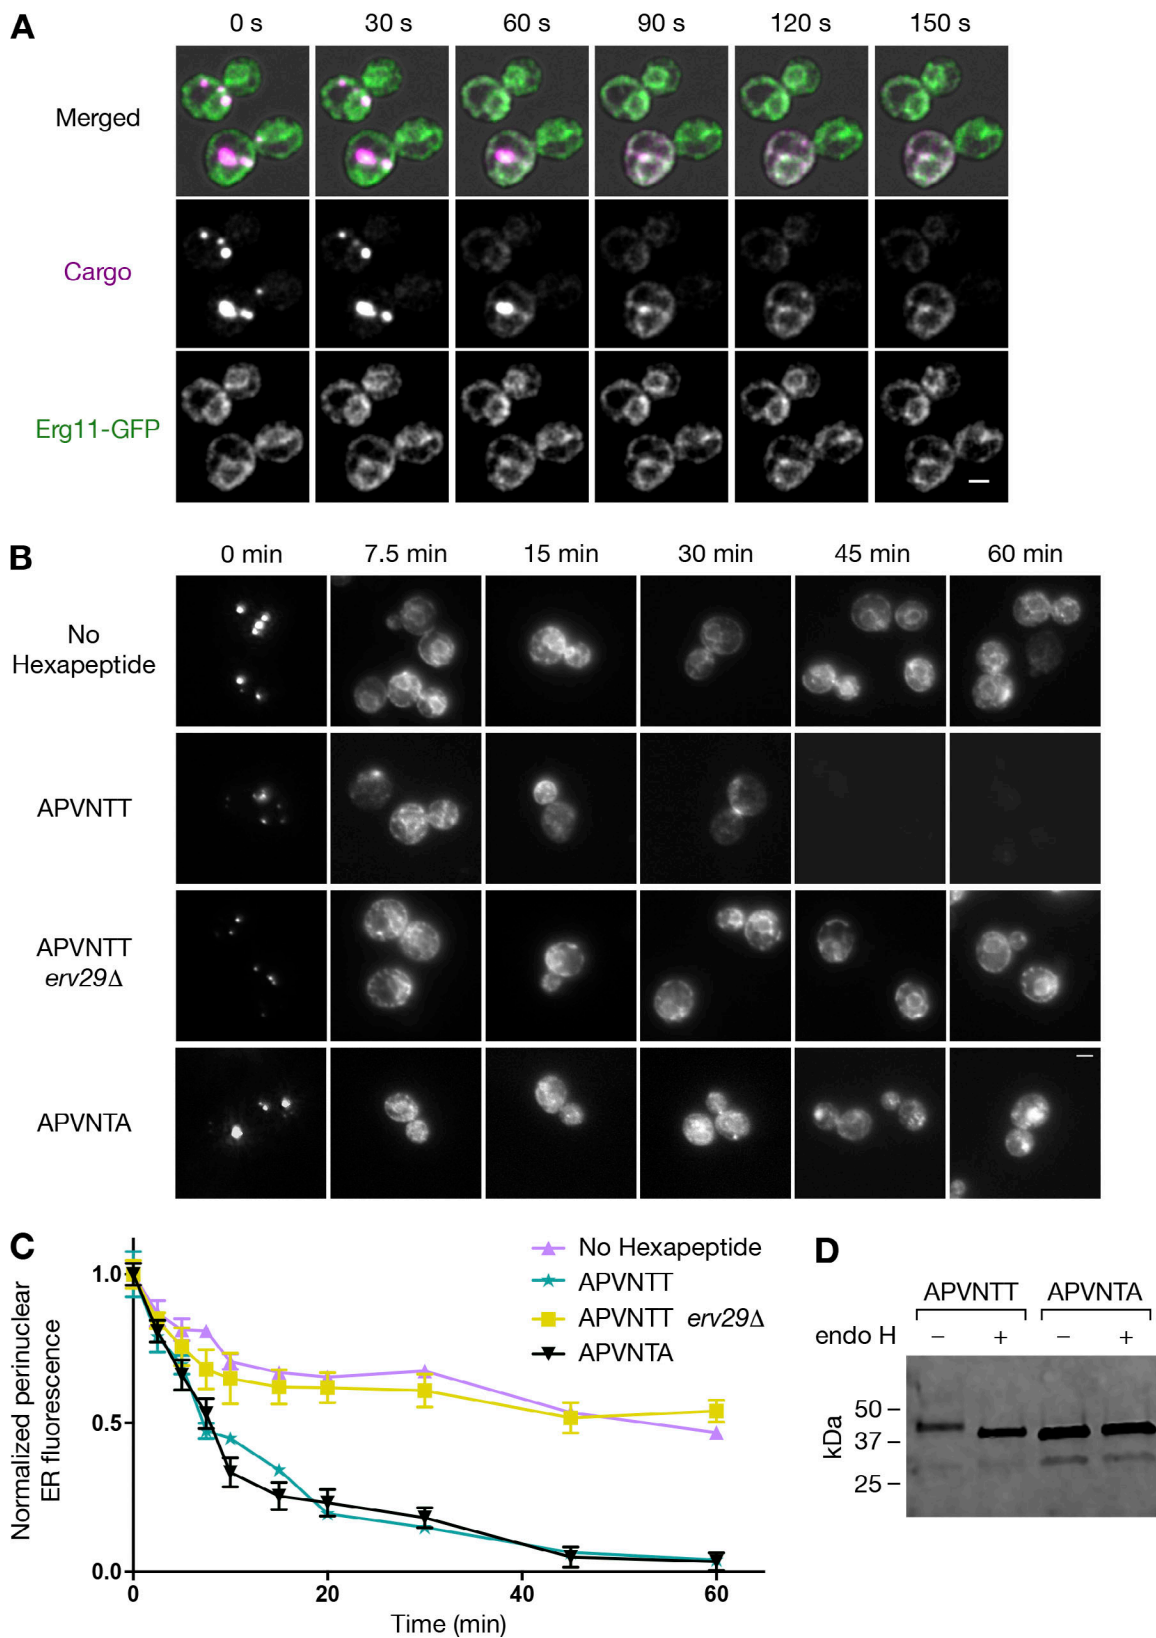 A
0 s 30 s 60 s 90 s 120 s 150 s
Merged
Cargo
Erg11-GFP
B
0 min 7.5 min 15 min 30 min 45 min 60 min
No
Hexapeptide
APVNTT
APVNTT
erv29Δ
APVNTA
C
Normalized perinuclear
ER fluorescence
1.0
0.5
0.0
0 20 40 60
Time (min)
No Hexapeptide
APVNTT
APVNTT erv29Δ
APVNTA
D
APVNTT APVNTA
endo H − + − +
kDa
50
37
25